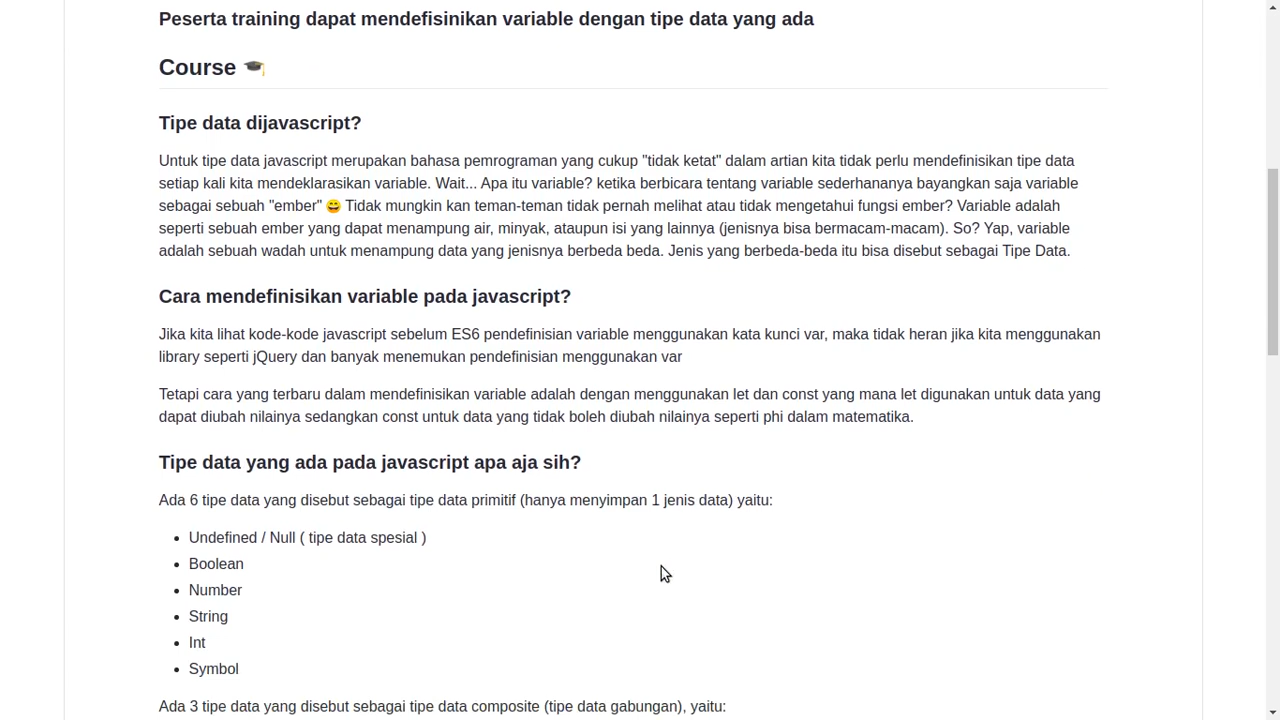 Peserta training dapat mendefisinikan variable dengan tipe data yang ada
Course 🎓
Tipe data dijavascript?
Untuk tipe data javascript merupakan bahasa pemrograman yang cukup "tidak ketat" dalam artian kita tidak perlu mendefinisikan tipe data
setiap kali kita mendeklarasikan variable. Wait... Apa itu variable? ketika berbicara tentang variable sederhananya bayangkan saja variable
sebagai sebuah "ember" 😄 Tidak mungkin kan teman-teman tidak pernah melihat atau tidak mengetahui fungsi ember? Variable adalah
seperti sebuah ember yang dapat menampung air, minyak, ataupun isi yang lainnya (jenisnya bisa bermacam-macam). So? Yap, variable
adalah sebuah wadah untuk menampung data yang jenisnya berbeda beda. Jenis yang berbeda-beda itu bisa disebut sebagai Tipe Data.
Cara mendefinisikan variable pada javascript?
Jika kita lihat kode-kode javascript sebelum ES6 pendefinisian variable menggunakan kata kunci var, maka tidak heran jika kita menggunakan
library seperti jQuery dan banyak menemukan pendefinisian menggunakan var
Tetapi cara yang terbaru dalam mendefinisikan variable adalah dengan menggunakan let dan const yang mana let digunakan untuk data yang
dapat diubah nilainya sedangkan const untuk data yang tidak boleh diubah nilainya seperti phi dalam matematika.
Tipe data yang ada pada javascript apa aja sih?
Ada 6 tipe data yang disebut sebagai tipe data primitif (hanya menyimpan 1 jenis data) yaitu:
• Undefined / Null ( tipe data spesial )
• Boolean
• Number
• String
• Int
• Symbol
Ada 3 tipe data yang disebut sebagai tipe data composite (tipe data gabungan), yaitu: